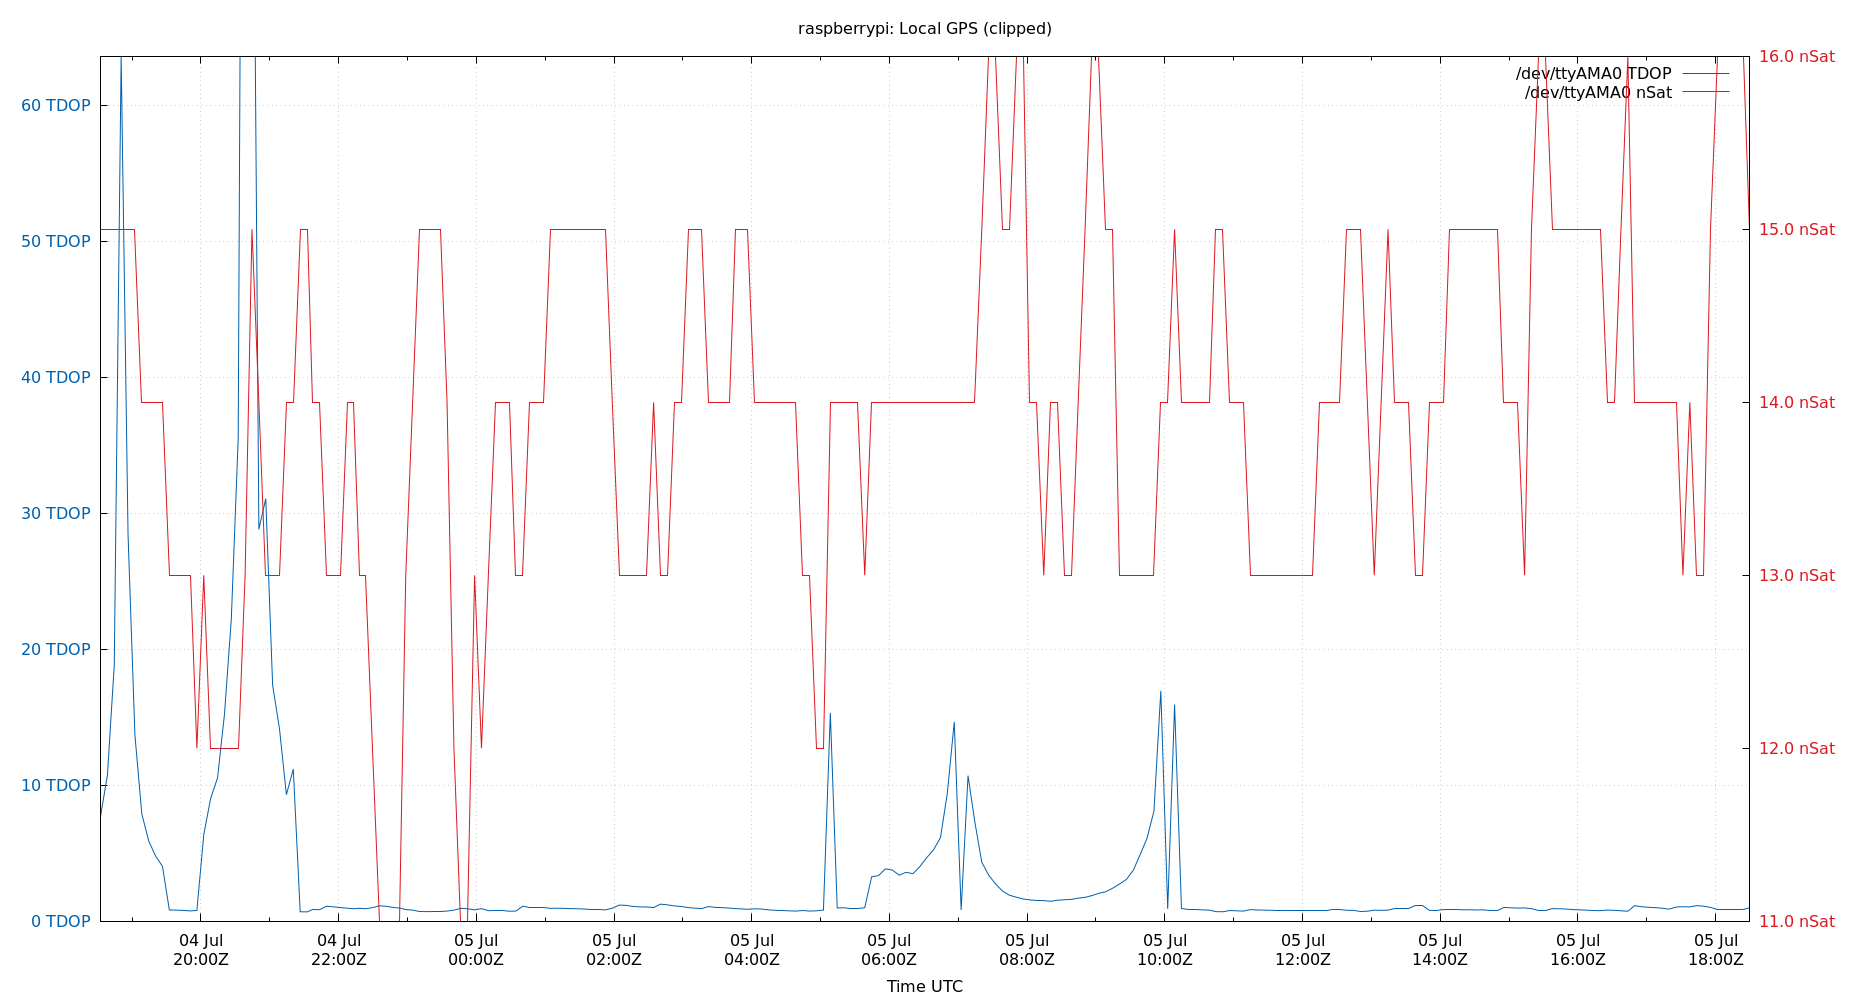 raspberrypi: Local GPS (clipped)
/dev/ttyAMA0 TDOP
/dev/ttyAMA0 nSat
60 TDOP
50 TDOP
40 TDOP
30 TDOP
20 TDOP
10 TDOP
0 TDOP
16.0 nSat
15.0 nSat
14.0 nSat
13.0 nSat
12.0 nSat
11.0 nSat
04 Jul 04 Jul 05 Jul 05 Jul 05 Jul 05 Jul 05 Jul 05 Jul 05 Jul 05 Jul 05 Jul 05 Jul
20:00Z 22:00Z 00:00Z 02:00Z 04:00Z 06:00Z 08:00Z 10:00Z 12:00Z 14:00Z 16:00Z 18:00Z
Time UTC